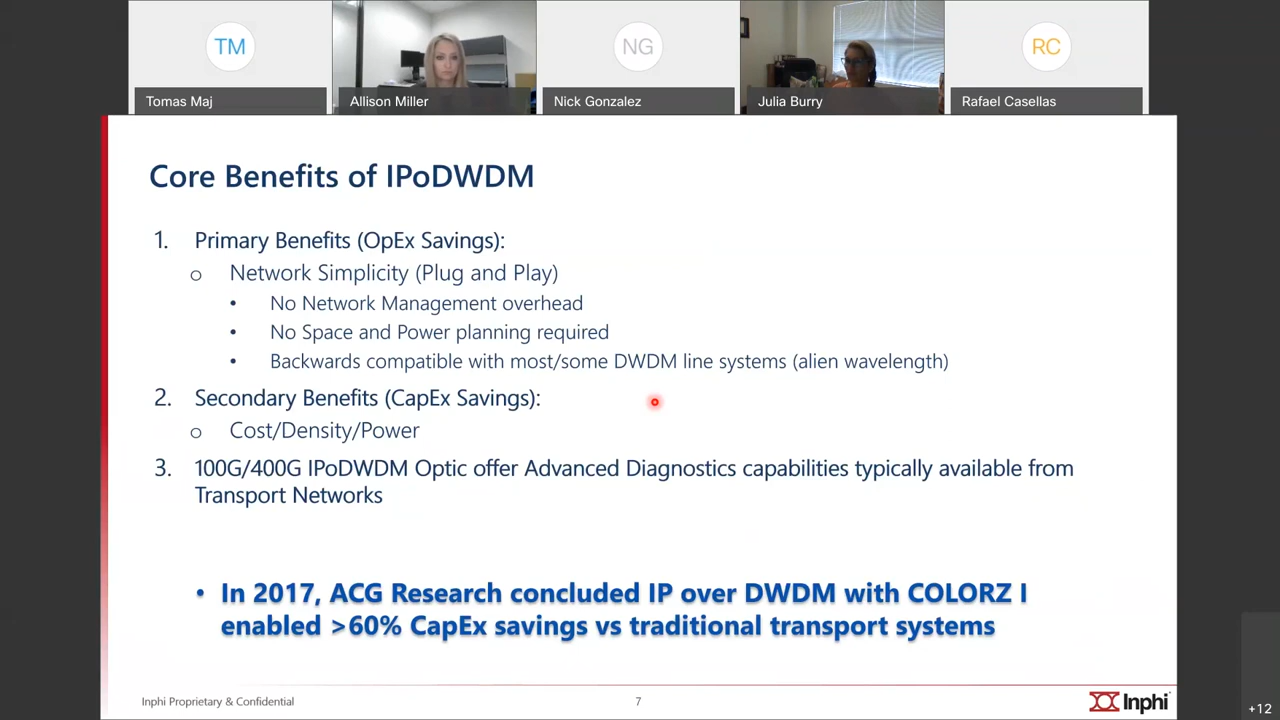 TM
NG
RC
Tomas Maj
Allison Miller
Nick Gonzalez
Julia Burry
Rafael Casellas
Core Benefits of IPoDWDM
1. Primary Benefits (OpEx Savings):
o Network Simplicity (Plug and Play)
• No Network Management overhead
• No Space and Power planning required
• Backwards compatible with most/some DWDM line systems (alien wavelength)
2. Secondary Benefits (CapEx Savings):
o Cost/Density/Power
3. 100G/400G IPoDWDM Optic offer Advanced Diagnostics capabilities typically available from
Transport Networks
• In 2017, ACG Research concluded IP over DWDM with COLORZ I
enabled >60% CapEx savings vs traditional transport systems
Inphi Proprietary & Confidential
7
Inphi
+12